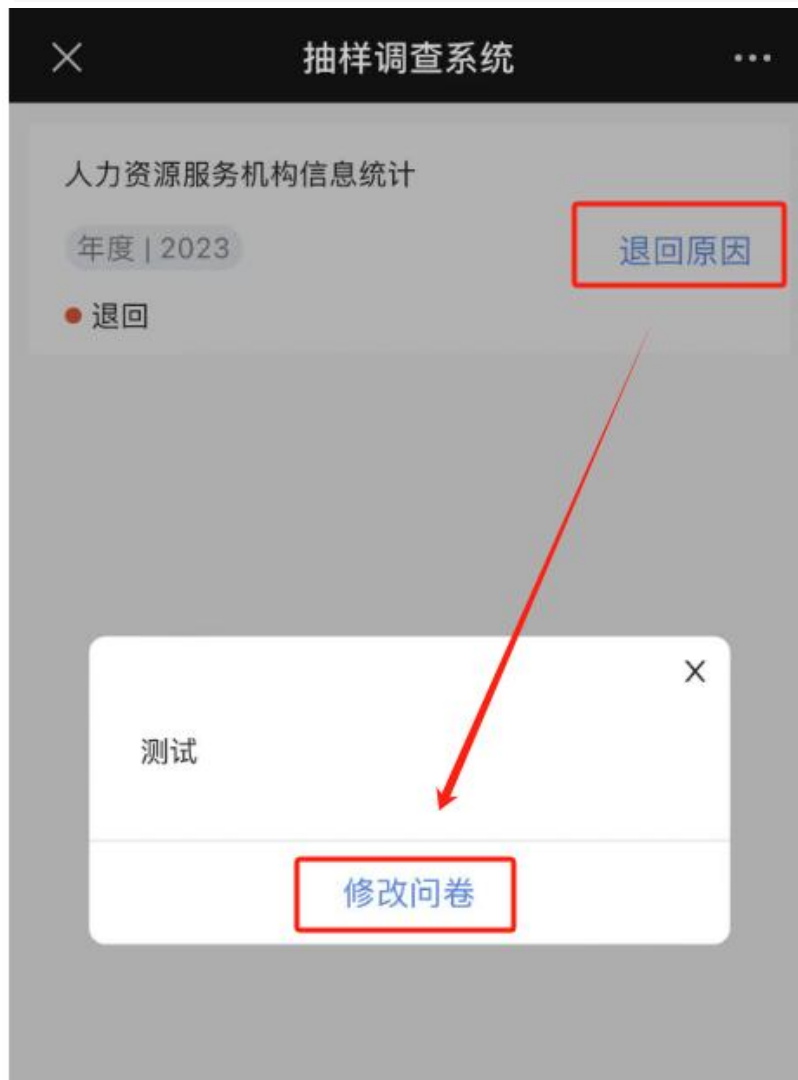 抽样调查系统
人力资源服务机构信息统计
年度 | 2023
退回原因
退回
测试
修改问卷